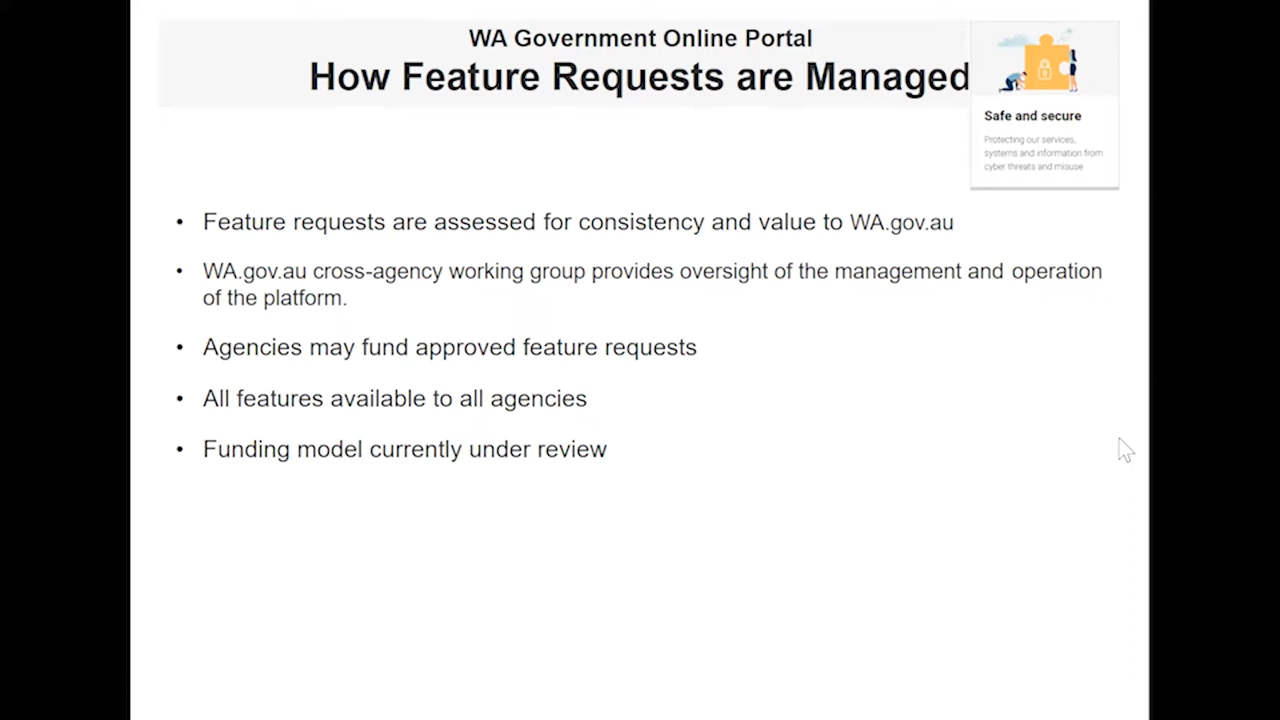 WA Government Online Portal
How Feature Requests are Managed
Safe and secure
Protecting our services,
systems and information from
cyber threats and misuse
• Feature requests are assessed for consistency and value to WA.gov.au
• WA.gov.au cross-agency working group provides oversight of the management and operation
of the platform.
• Agencies may fund approved feature requests
• All features available to all agencies
• Funding model currently under review